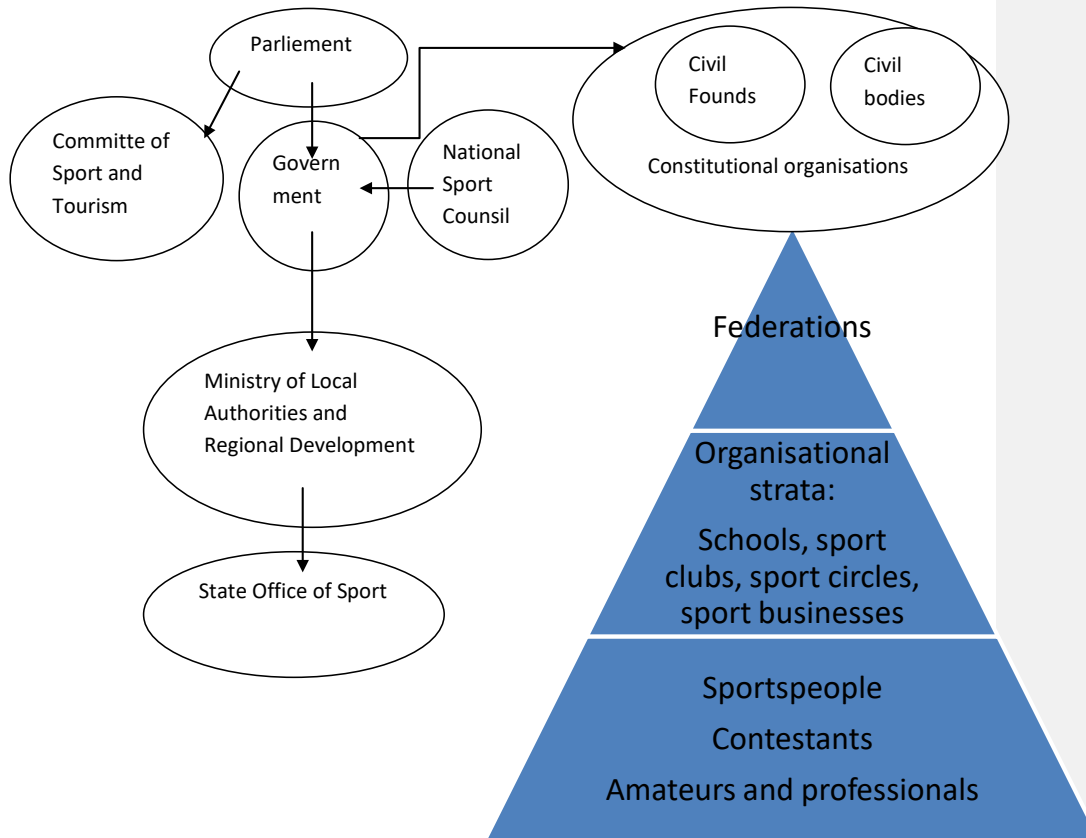 Parliement
Committe of
Sport and
Tourism
Govern
ment
National
Sport
Counsil
Civil
Founds
Civil
bodies
Constitutional organisations
Ministry of Local
Authorities and
Regional Development
State Office of Sport
Federations
Organisational
strata:
Schools, sport
clubs, sport circles,
sport businesses
Sportspeople
Contestants
Amateurs and professionals